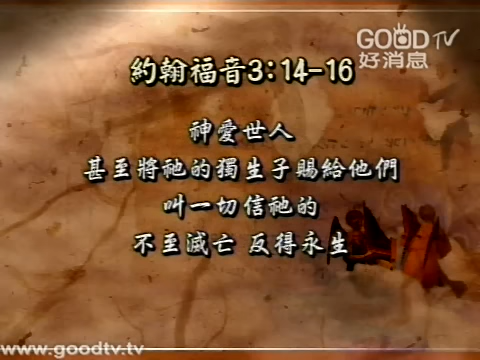 GOOD TV
好消息
約翰福音3:14-16
神愛世人
甚至將祂的獨生子賜給他們
叫一切信祂的
不至滅亡 反得永生
www.goodtv.tv